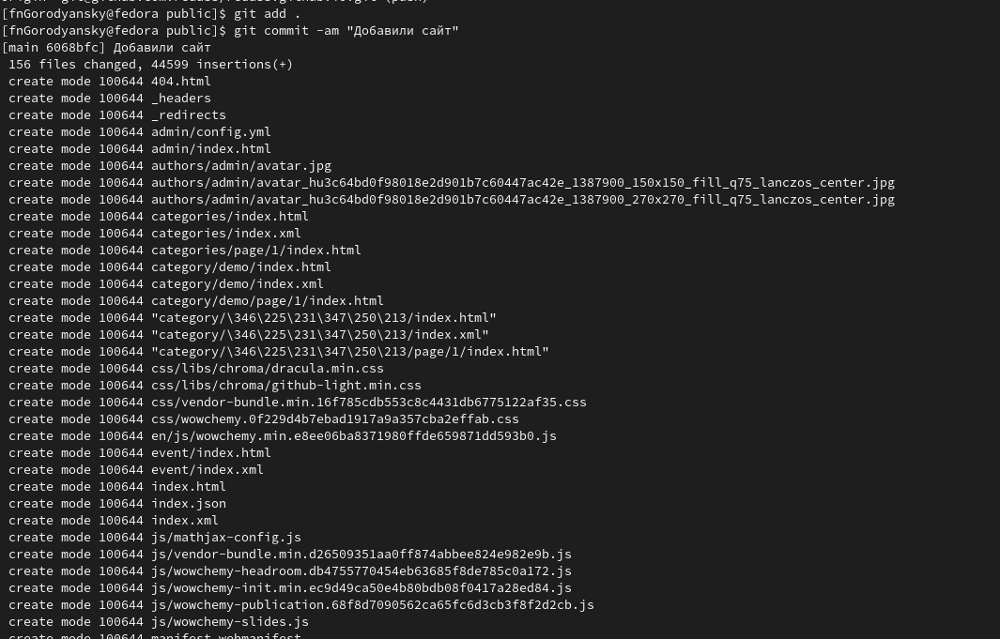 [fnGorodyansky@fedora public]$ git add .
[fnGorodyansky@fedora public]$ git commit -am "Добавили сайт"
[main 6068bfc] Добавили сайт
 156 files changed, 44599 insertions(+)
 create mode 100644 404.html
 create mode 100644 _headers
 create mode 100644 _redirects
 create mode 100644 admin/config.yml
 create mode 100644 admin/index.html
 create mode 100644 authors/admin/avatar.jpg
 create mode 100644 authors/admin/avatar_hu3c64bd0f98018e2d901b7c60447ac42e_1387900_150x150_fill_q75_lanczos_center.jpg
 create mode 100644 authors/admin/avatar_hu3c64bd0f98018e2d901b7c60447ac42e_1387900_270x270_fill_q75_lanczos_center.jpg
 create mode 100644 categories/index.html
 create mode 100644 categories/index.xml
 create mode 100644 categories/page/1/index.html
 create mode 100644 category/demo/index.html
 create mode 100644 category/demo/index.xml
 create mode 100644 category/demo/page/1/index.html
 create mode 100644 "category/\346\225\231\347\250\213/index.html"
 create mode 100644 "category/\346\225\231\347\250\213/index.xml"
 create mode 100644 "category/\346\225\231\347\250\213/page/1/index.html"
 create mode 100644 css/libs/chroma/dracula.min.css
 create mode 100644 css/libs/chroma/github-light.min.css
 create mode 100644 css/vendor-bundle.min.16f785cdb553c8c4431db6775122af35.css
 create mode 100644 css/wowchemy.0f229d4b7ebad1917a9a357cba2effab.css
 create mode 100644 en/js/wowchemy.min.e8ee06ba8371980ffde659871dd593b0.js
 create mode 100644 event/index.html
 create mode 100644 event/index.xml
 create mode 100644 index.html
 create mode 100644 index.json
 create mode 100644 index.xml
 create mode 100644 js/mathjax-config.js
 create mode 100644 js/vendor-bundle.min.d26509351aa0ff874abbee824e982e9b.js
 create mode 100644 js/wowchemy-headroom.db4755770454eb63685f8de785c0a172.js
 create mode 100644 js/wowchemy-init.min.ec9d49ca50e4b80bdb08f0417a28ed84.js
 create mode 100644 js/wowchemy-publication.68f8d7090562ca65fc6d3cb3f8f2d2cb.js
 create mode 100644 js/wowchemy-slides.js
 create mode 100644 manifest.webmanifest